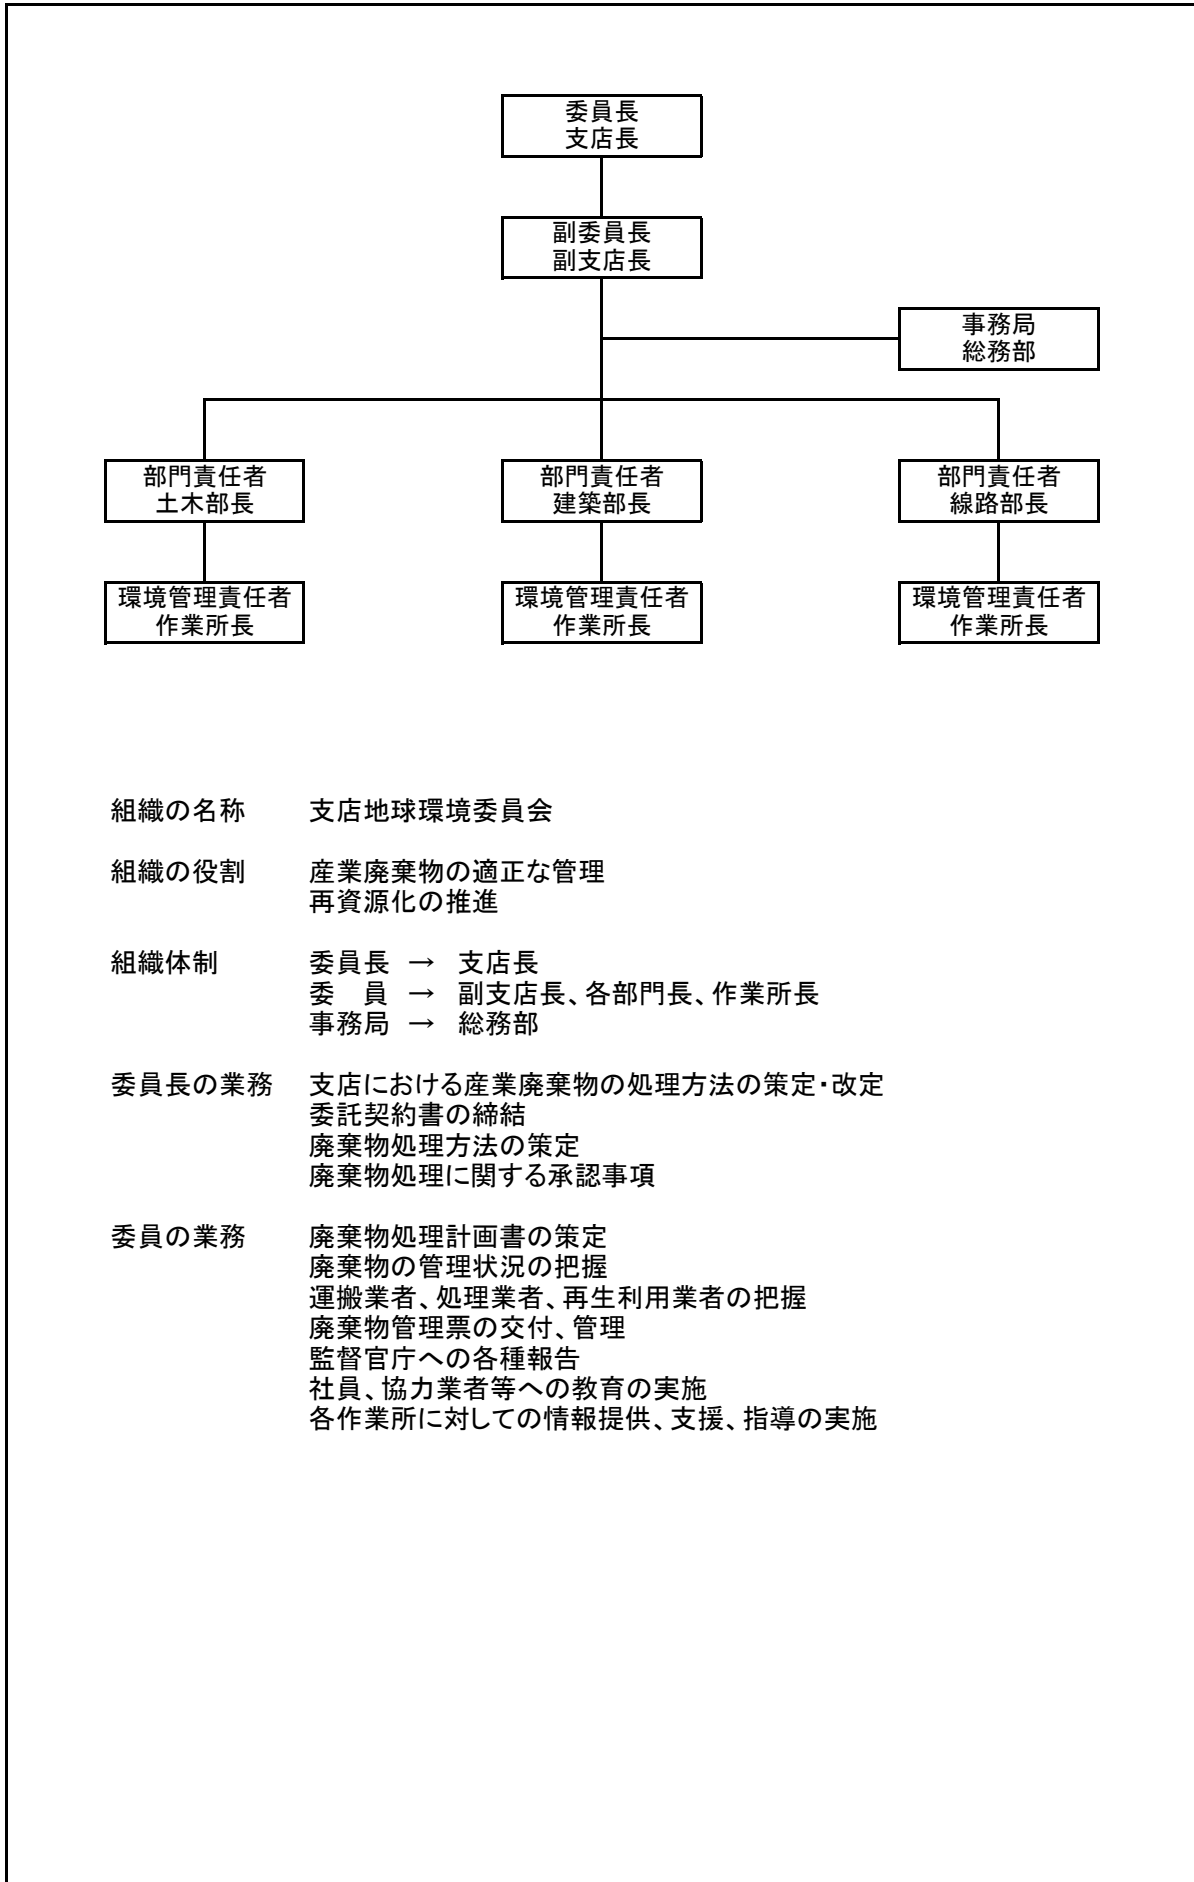 委員長
支店長
副委員長
副支店長
事務局
総務部
部門責任者
土木部長
部門責任者
建築部長
部門責任者
線路部長
環境管理責任者
作業所長
環境管理責任者
作業所長
環境管理責任者
作業所長
組織の名称 支店地球環境委員会
組織の役割 産業廃棄物の適正な管理
再資源化の推進
組織体制 委員長 → 支店長
委　員 → 副支店長、各部門長、作業所長
事務局 → 総務部
委員長の業務 支店における産業廃棄物の処理方法の策定・改定
委託契約書の締結
廃棄物処理方法の策定
廃棄物処理に関する承認事項
委員の業務 廃棄物処理計画書の策定
廃棄物の管理状況の把握
運搬業者、処理業者、再生利用業者の把握
廃棄物管理票の交付、管理
監督官庁への各種報告
社員、協力業者等への教育の実施
各作業所に対しての情報提供、支援、指導の実施